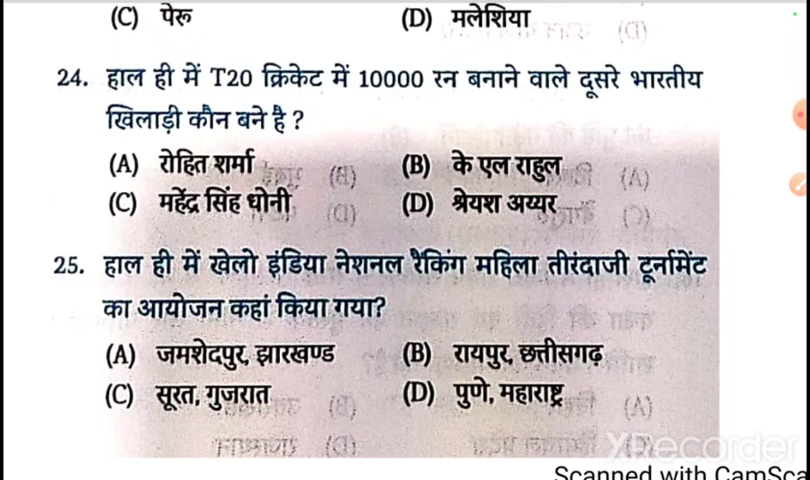 (C) पेरू (D) मलेशिया
24. हाल ही में T20 क्रिकेट में 10000 रन बनाने वाले दूसरे भारतीय
खिलाड़ी कौन बने है ?
(A) रोहित शर्मा (B) के एल राहुल
(C) महेंद्र सिंह धोनी (D) श्रेयश अय्यर
25. हाल ही में खेलो इंडिया नेशनल रैकिंग महिला तीरंदाजी टूर्नामेंट
का आयोजन कहां किया गया?
(A) जमशेदपुर, झारखण्ड (B) रायपुर, छत्तीसगढ़
(C) सूरत, गुजरात (D) पुणे, महाराष्ट्र
XRecorder
Scanned with CamSca